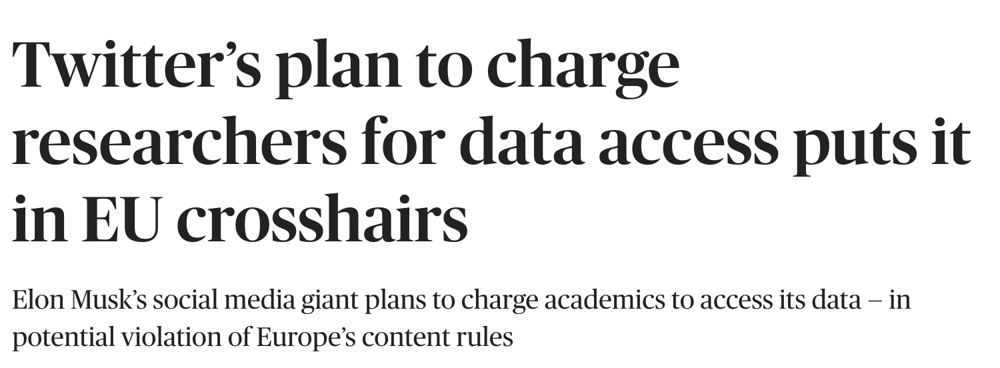 Twitter’s plan to charge
researchers for data access puts it
in EU crosshairs
Elon Musk’s social media giant plans to charge academics to access its data – in
potential violation of Europe’s content rules